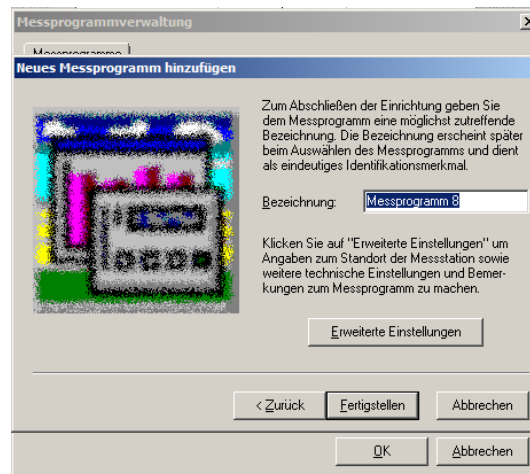 Messprogrammverwaltung
Messprogramme
Neues Messprogramm hinzufügen
Zum Abschließen der Einrichtung geben Sie
dem Messprogramm eine möglichst zutreffende
Bezeichnung. Die Bezeichnung erscheint später
beim Auswählen des Messprogramms und dient
als eindeutiges Identifikationsmerkmal.
Bezeichnung: Messprogramm 8
Klicken Sie auf "Erweiterte Einstellungen" um
Angaben zum Standort der Messstation sowie
weitere technische Einstellungen und Bemer-
kungen zum Messprogramm zu machen.
Erweiterte Einstellungen
< Zurück Fertigstellen Abbrechen
OK Abbrechen